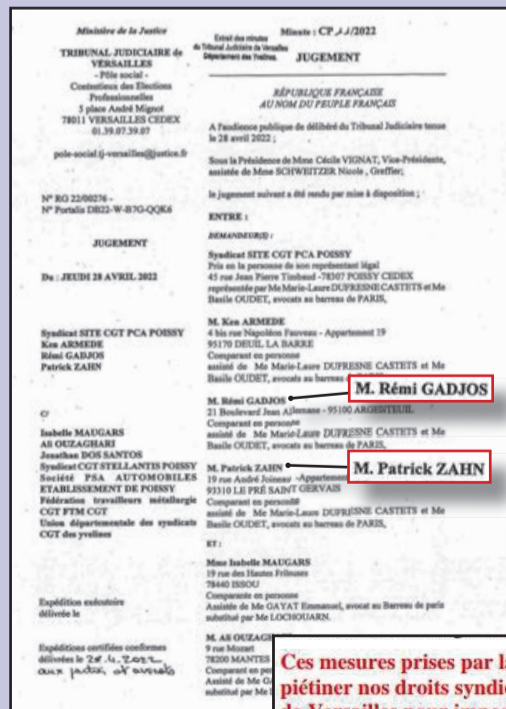 Ministère de la Justice
TRIBUNAL JUDICIAIRE de
VERSAILLES
- Pôle social -
Contentieux des Elections
Professionnelles
5 place André Mignot
78011 VERSAILLES CEDEX
01.39.07.39.07
pole-social.tj-versailles@justice.fr
N° RG 22/00276 -
N° Portalis DB22-W-B7G-QQK6
JUGEMENT
Du : JEUDI 28 AVRIL 2022
Syndicat SITE CGT PCA POISSY
Ken ARMEDE
Rémi GADJOS
Patrick ZAHN
C/
Isabelle MAUGARS
Ali OUZAGHARI
Jonathan DOS SANTOS
Syndicat CGT STELLANTIS POISSY
Société PSA AUTOMOBILES
ETABLISSEMENT DE POISSY
Fédération travailleurs métallurgie
CGT FTM CGT
Union départementale des syndicats
CGT des yvelines
Expédition exécutoire
délivrée le
Expéditions certifiées conformes
délivrées le 28.4.2022
aux parties et avocats
Extrait des minutes
du Tribunal Judiciaire de Versailles
Département des Yvelines
Minute : CP /2022
JUGEMENT
RÉPUBLIQUE FRANÇAISE
AU NOM DU PEUPLE FRANÇAIS
A l'audience publique de délibéré du Tribunal Judiciaire tenue
le 28 avril 2022 ;
Sous la Présidence de Mme Cécile VIGNAT, Vice-Présidente,
assistée de Mme SCHWEITZER Nicole , Greffier;
le jugement suivant a été rendu par mise à disposition ;
ENTRE :
DEMANDEUR(S) :
Syndicat SITE CGT PCA POISSY
Pris en la personne de son représentant légal
45 rue Jean Pierre Timbaud -78307 POISSY CEDEX
représentée par Me Marie-Laure DUFRESNE CASTETS et Me
Basile OUDET, avocats au barreau de PARIS,
M. Ken ARMEDE
4 bis rue Napoléon Fauveau - Appartement 19
95170 DEUIL LA BARRE
Comparant en personne
assisté de Me Marie-Laure DUFRESNE CASTETS et Me
Basile OUDET, avocats au barreau de PARIS,
M. Rémi GADJOS
M. Rémi GADJOS
21 Boulevard Jean Allemane - 95100 ARGENTEUIL
Comparant en personne
assisté de Me Marie-Laure DUFRESNE CASTETS et Me
Basile OUDET, avocats au barreau de PARIS,
M. Patrick ZAHN
M. Patrick ZAHN
19 rue André Joineau -Appartement
93310 LE PRÉ SAINT GERVAIS
Comparant en personne
assisté de Me Marie-Laure DUFRESNE CASTETS et Me
Basile OUDET, avocats au barreau de PARIS,
ET :
Mme Isabelle MAUGARS
19 rue des Hautes Frileuses
78440 ISSOU
Comparante en personne
Assistée de Me GAYAT Emmanuel, avocat au Barreau de paris
substitué par Me LOCHOUARN.
M. Ali OUZAGH
9 rue Mozart
78200 MANTES
Comparant en pe
Assisté de Me G
substitué par Me
Ces mesures prises par la
piétiner nos droits syndic